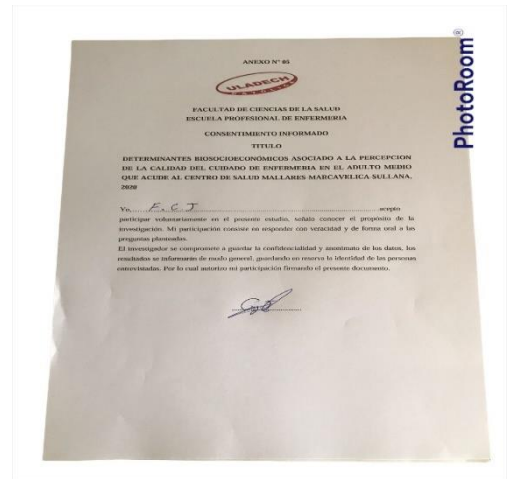 ANEXO N° 05
ULADECH
CATOLICA
FACULTAD DE CIENCIAS DE LA SALUD
ESCUELA PROFESIONAL DE ENFERMERIA
CONSENTIMIENTO INFORMADO
TITULO
DETERMINANTES BIOSOCIOECONÓMICOS ASOCIADO A LA PERCEPCION
DE LA CALIDAD DEL CUIDADO DE ENFERMERIA EN EL ADULTO MEDIO
QUE ACUDE AL CENTRO DE SALUD MALLARES-MARCAVELICA SULLANA,
2020
Yo, F.C.J acepto
participar voluntariamente en el presente estudio, señalo conocer el propósito de la
investigación. Mi participación consiste en responder con veracidad y de forma oral a las
preguntas planteadas.
El investigador se compromete a guardar la confidencialidad y anonimato de los datos, los
resultados se informarán de modo general, guardando en reserva la identidad de las personas
entrevistadas. Por lo cual autorizo mi participación firmando el presente documento.
PhotoRoom